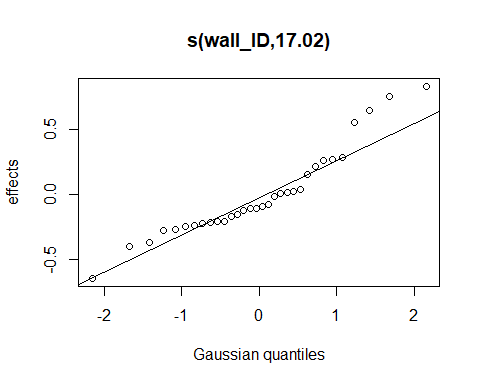 s(wall_ID,17.02)
effects
0.5
0.0
-0.5
-2
-1
0
1
2
Gaussian quantiles